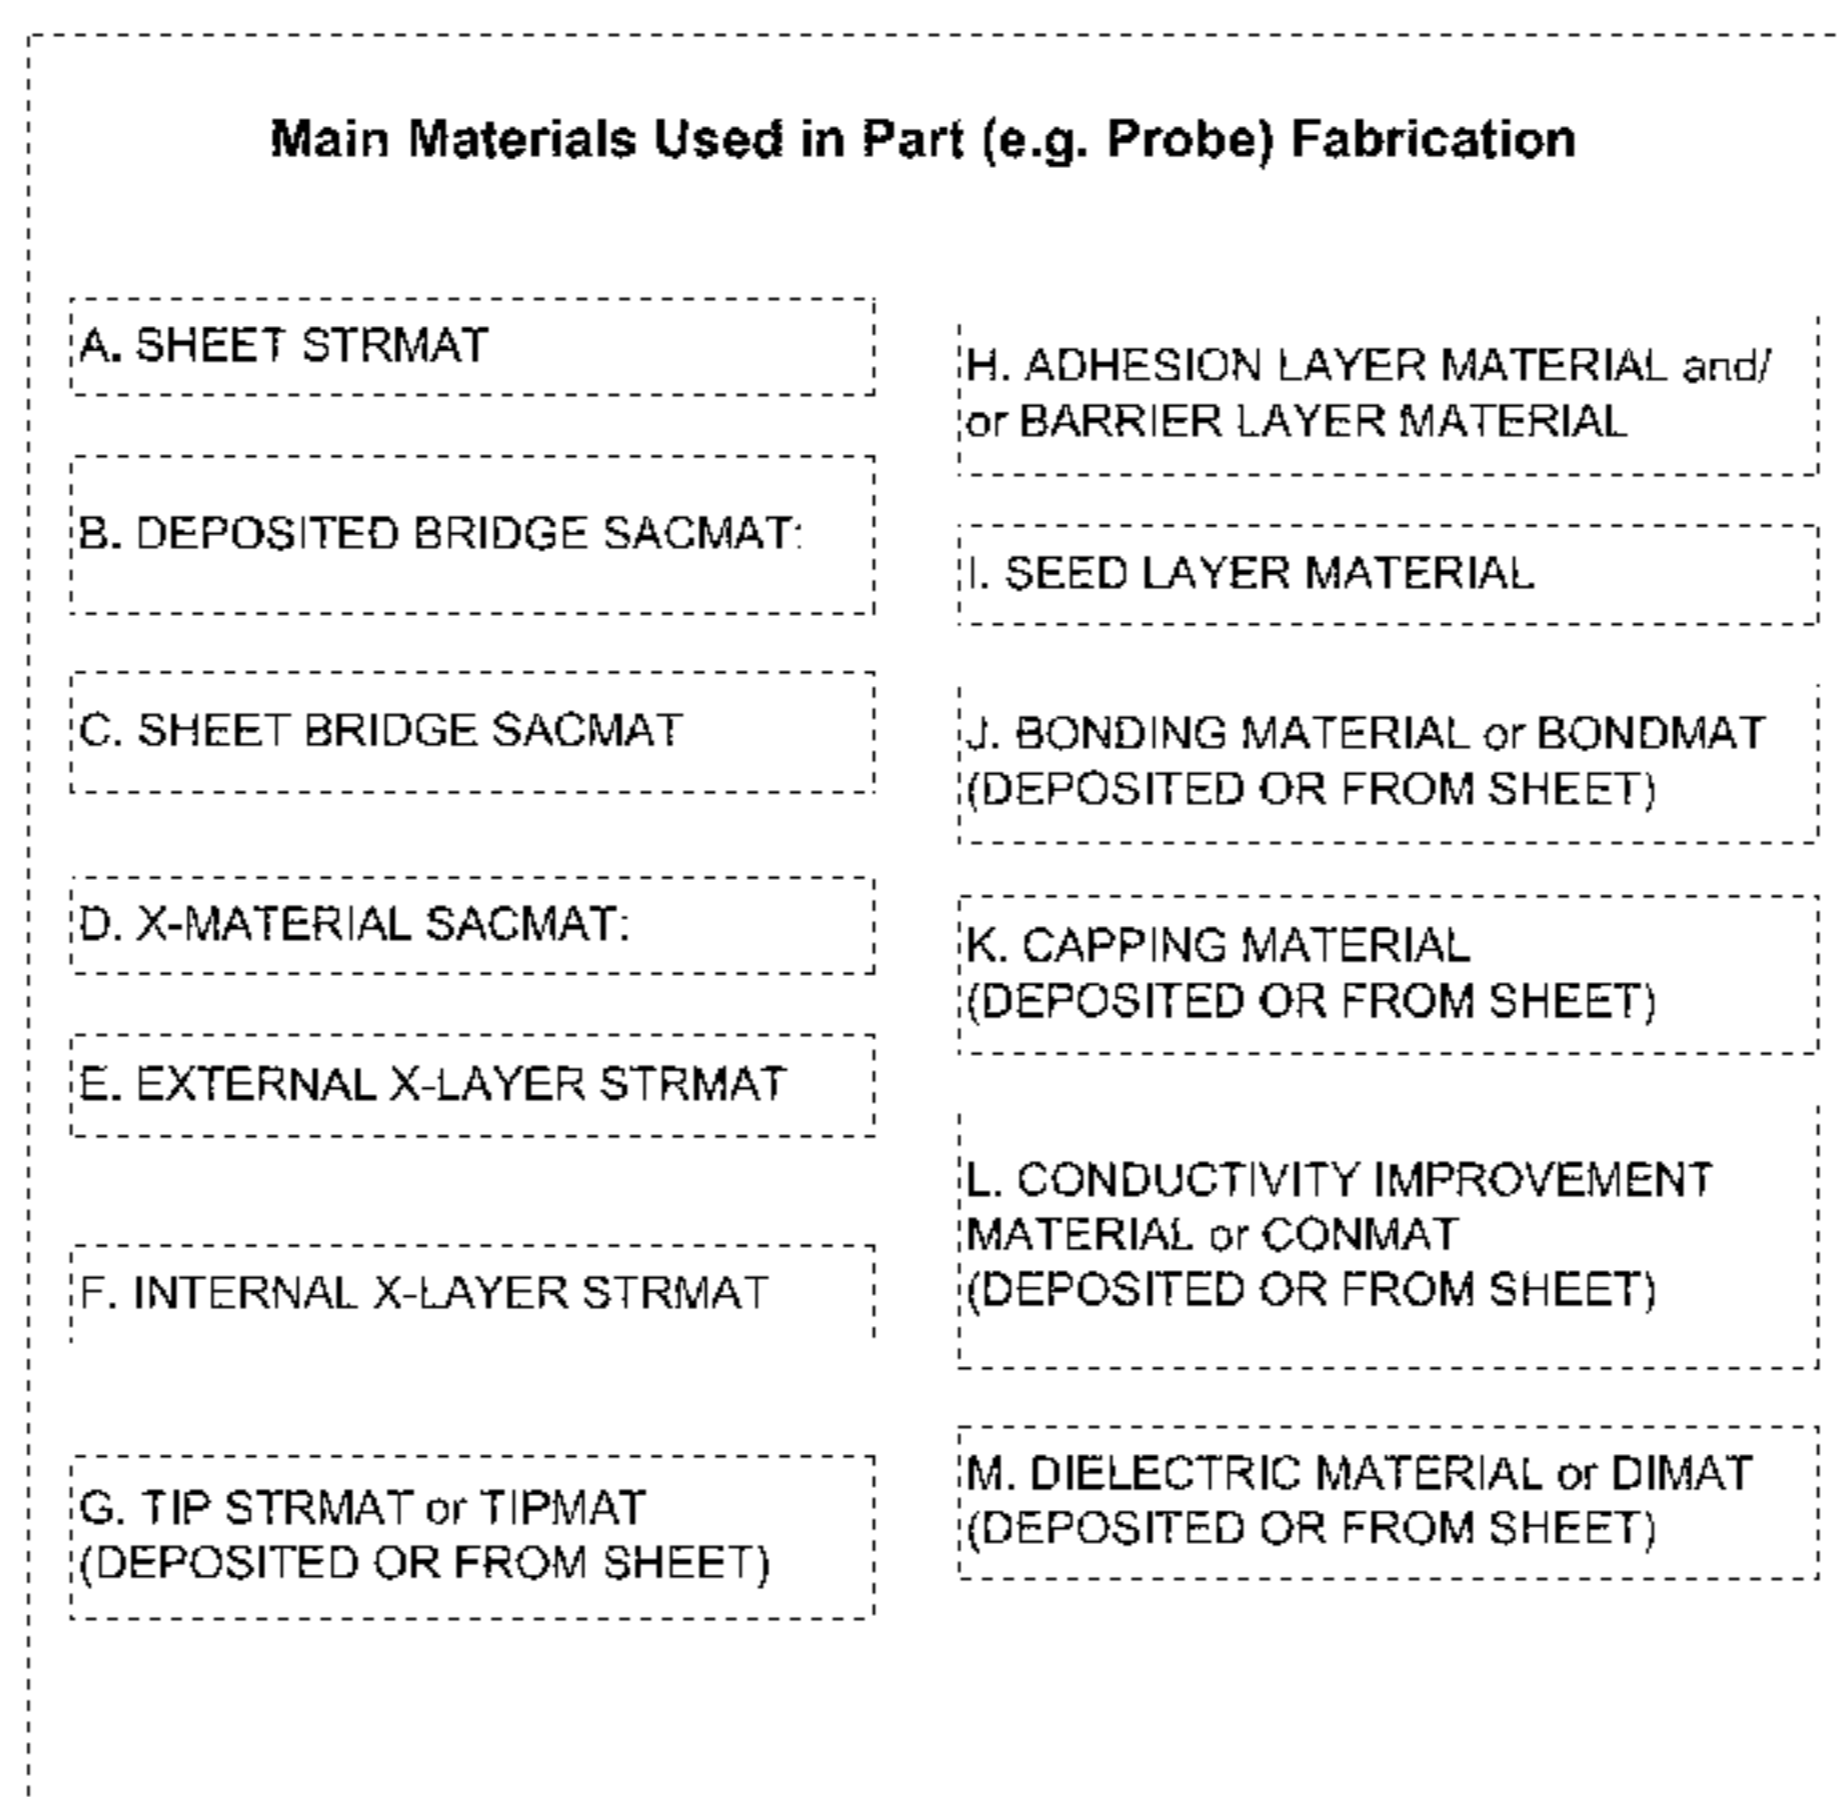 Main Materials Used in Part (e.g. Probe) Fabrication
A. SHEET STRMAT
B. DEPOSITED BRIDGE SACMAT:
C. SHEET BRIDGE SACMAT
D. X-MATERIAL SACMAT:
E. EXTERNAL X-LAYER STRMAT
F. INTERNAL X-LAYER STRMAT
G. TIP STRMAT or TIPMAT
(DEPOSITED OR FROM SHEET)
H. ADHESION LAYER MATERIAL and/
or BARRIER LAYER MATERIAL
I. SEED LAYER MATERIAL
J. BONDING MATERIAL or BONDMAT
(DEPOSITED OR FROM SHEET)
K. CAPPING MATERIAL
(DEPOSITED OR FROM SHEET)
L. CONDUCTIVITY IMPROVEMENT
MATERIAL or CONMAT
(DEPOSITED OR FROM SHEET)
M. DIELECTRIC MATERIAL or DIMAT
(DEPOSITED OR FROM SHEET)